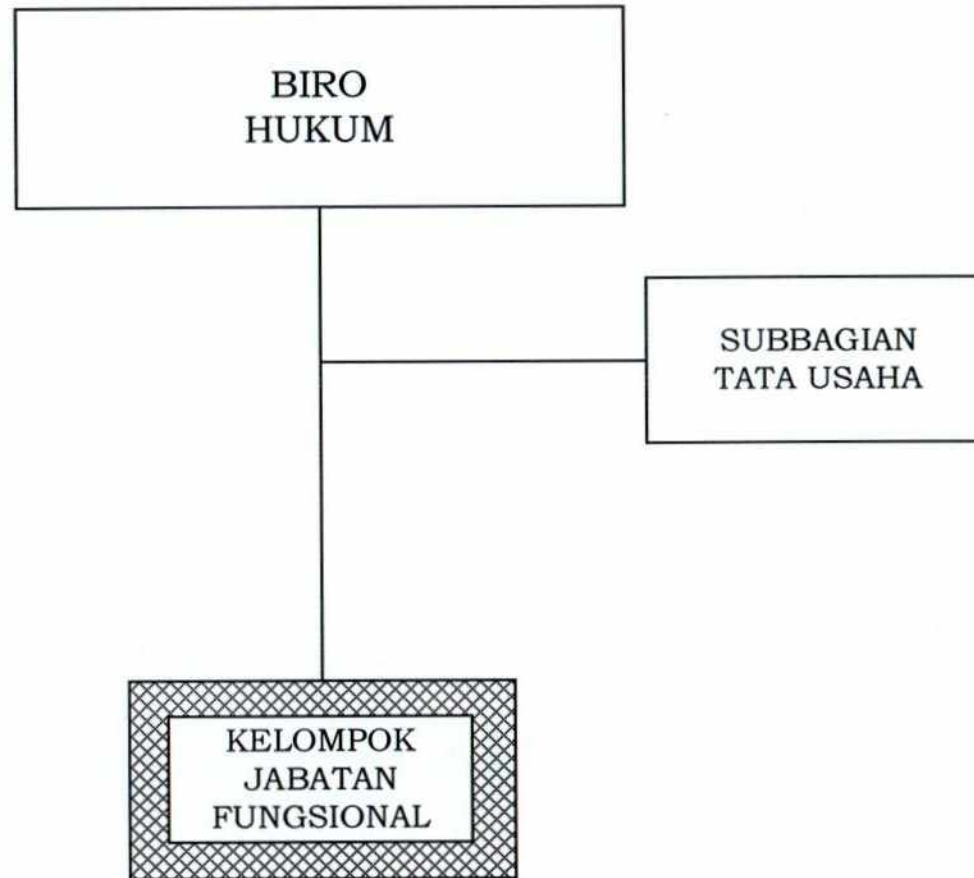 BIRO
HUKUM
SUBBAGIAN
TATA USAHA
KELOMPOK
JABATAN
FUNGSIONAL